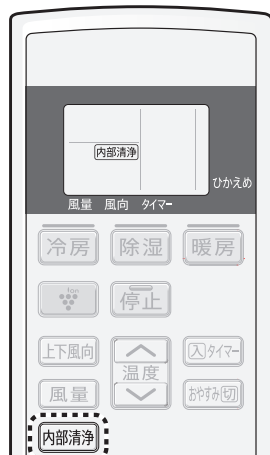 内部清浄
ひかえめ
風量 風向 タイマー
冷房 除湿 暖房
ion 停止
上下風向 温度 入タイマー
風量 おやすみ切
内部清浄